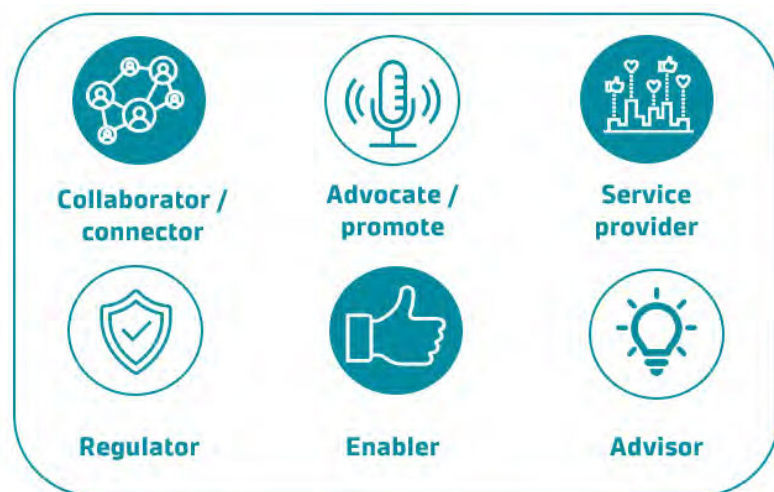 Collaborator /
connector
Advocate /
promote
Service
provider
Regulator
Enabler
Advisor